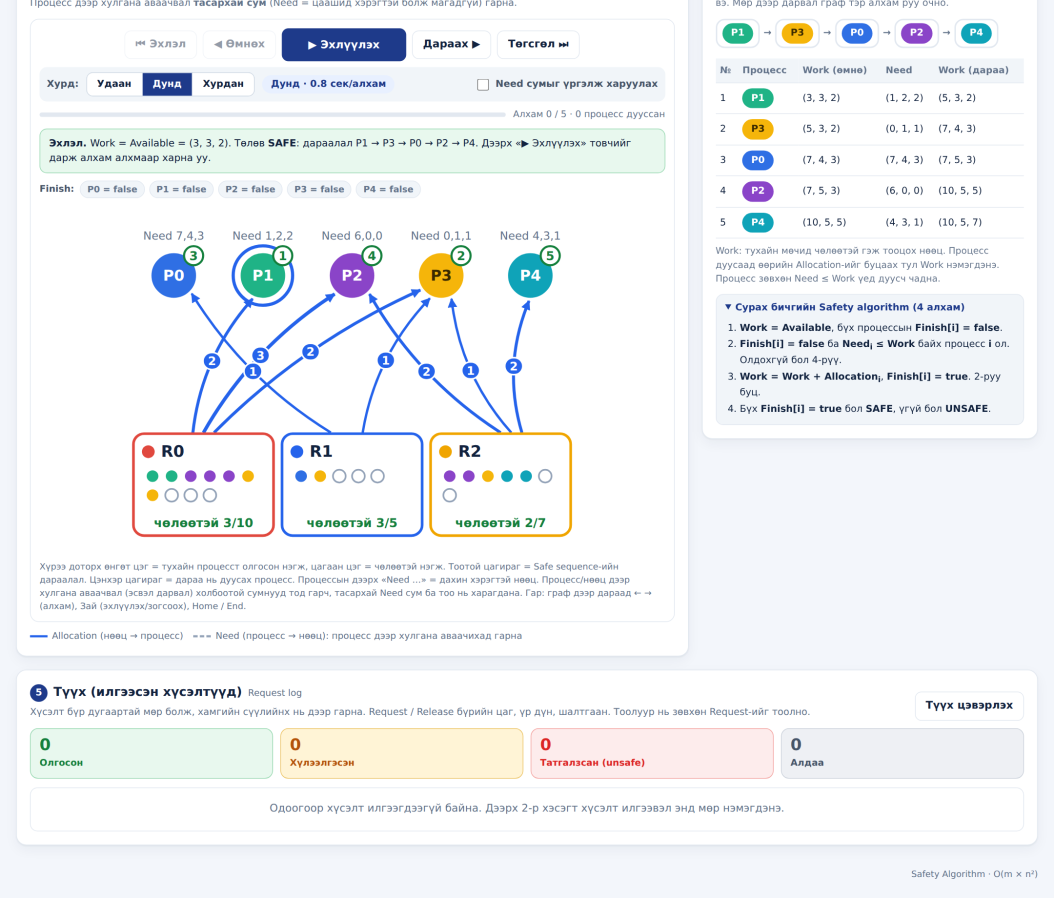 Процесс дээр хулгана аваачвал тасархай сум (Need = цаашид хэрэгтэй болж магадгүй) гарна.
⏮ Эхлэл
◀ Өмнөх
▶ Эхлүүлэх
Дараах ▶
Төгсгөл ⏭
Хурд:
Удаан
Дунд
Хурдан
Дунд · 0.8 сек/алхам
Need сумыг үргэлж харуулах
Алхам 0 / 5 · 0 процесс дууссан
Эхлэл. Work = Available = (3, 3, 2). Төлөв SAFE: дараалал P1 → P3 → P0 → P2 → P4. Дээрх «▶ Эхлүүлэх» товчийг
дарж алхам алхмаар харна уу.
Finish:
P0 = false
P1 = false
P2 = false
P3 = false
P4 = false
Need 7,4,3
Need 1,2,2
Need 6,0,0
Need 0,1,1
Need 4,3,1
3
1
4
2
5
P0
P1
P2
P3
P4
2
3
1
2
1
2
1
2
R0
R1
R2
чөлөөтэй 3/10
чөлөөтэй 3/5
чөлөөтэй 2/7
Хүрээ доторх өнгөт цэг = тухайн процесст олгосон нэгж, цагаан цэг = чөлөөтэй нэгж. Тоотой цагираг = Safe sequence-ийн
дараалал. Цэнхэр цагираг = дараа нь дуусах процесс. Процессын дээрх «Need ...» = дахин хэрэгтэй нөөц. Процесс/нөөц дээр
хулгана аваачвал (эсвэл дарвал) холбоотой сумнууд тод гарч, тасархай Need сум ба тоо нь харагдана. Гар: граф дээр дараад ← →
(алхам), Зай (эхлүүлэх/зогсоох), Home / End.
Allocation (нөөц → процесс)
Need (процесс → нөөц): процесс дээр хулгана аваачихад гарна
вэ. Мөр дээр дарвал граф тэр алхам руу очно.
P1 → P3 → P0 → P2 → P4
№ Процесс Work (өмнө) Need Work (дараа)
1 P1 (3, 3, 2) (1, 2, 2) (5, 3, 2)
2 P3 (5, 3, 2) (0, 1, 1) (7, 4, 3)
3 P0 (7, 4, 3) (7, 4, 3) (7, 5, 3)
4 P2 (7, 5, 3) (6, 0, 0) (10, 5, 5)
5 P4 (10, 5, 5) (4, 3, 1) (10, 5, 7)
Work: тухайн мөчид чөлөөтэй гэж тооцох нөөц. Процесс
дуусаад өөрийн Allocation-ийг буцаах тул Work нэмэгдэнэ.
Процесс зөвхөн Need ≤ Work үед дуусч чадна.
▼ Сурах бичгийн Safety algorithm (4 алхам)
1. Work = Available, бүх процессын Finish[i] = false.
2. Finish[i] = false ба Needᵢ ≤ Work байх процесс i ол.
Олдохгүй бол 4-рүү.
3. Work = Work + Allocationᵢ, Finish[i] = true. 2-руу
буц.
4. Бүх Finish[i] = true бол SAFE, үгүй бол UNSAFE.
5 Түүх (илгээсэн хүсэлтүүд) Request log
Хүсэлт бүр дугаартай мөр болж, хамгийн сүүлийнх нь дээр гарна. Request / Release бүрийн цаг, үр дүн, шалтгаан. Тоолуур нь зөвхөн Request-ийг тоолно.
Түүх цэвэрлэх
0
Олгосон
0
Хүлээлгэсэн
0
Татгалзсан (unsafe)
0
Алдаа
Одоогоор хүсэлт илгээгдээгүй байна. Дээрх 2-р хэсэгт хүсэлт илгээвэл энд мөр нэмэгдэнэ.
Safety Algorithm · O(m × n²)